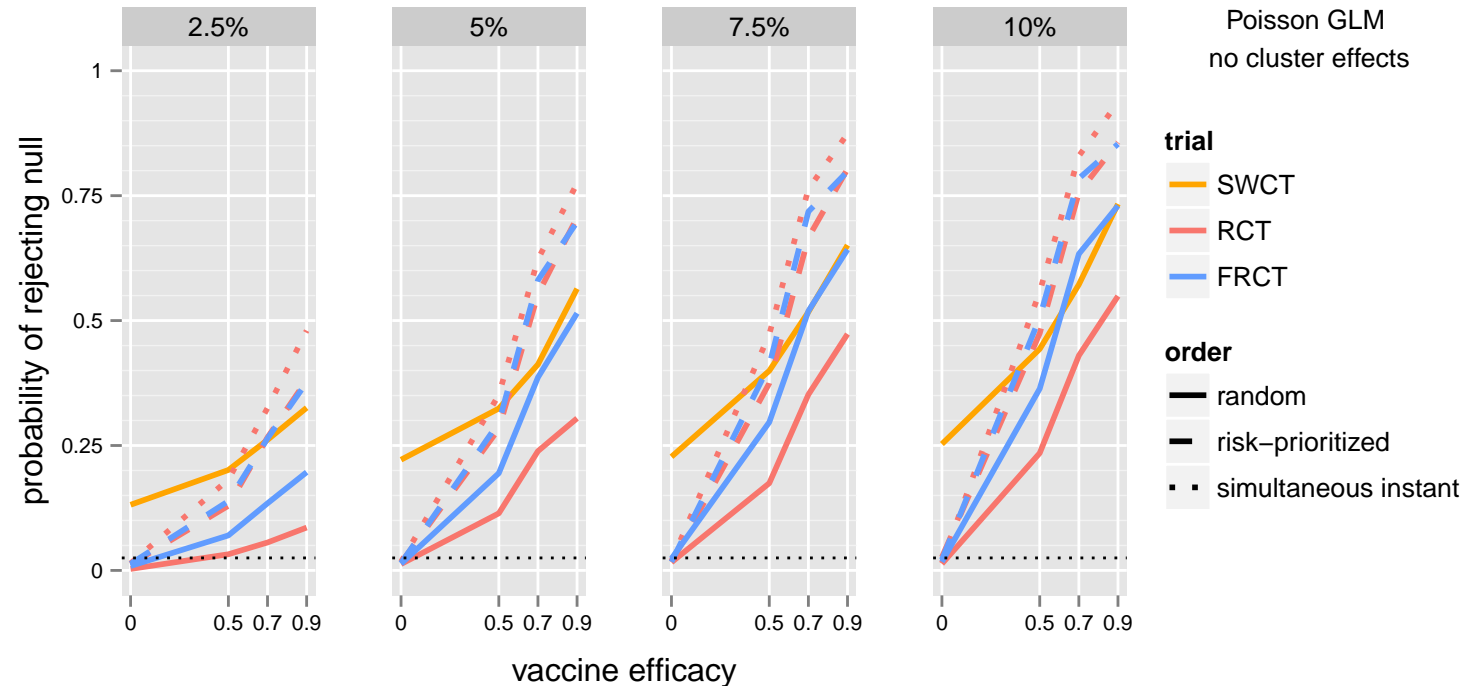 2.5%
5%
7.5%
10%
Poisson GLM
no cluster effects
probability of rejecting null
1
0.75
0.5
0.25
0
0 0.5 0.7 0.9
0 0.5 0.7 0.9
0 0.5 0.7 0.9
0 0.5 0.7 0.9
vaccine efficacy
trial
SWCT
RCT
FRCT
order
random
risk−prioritized
simultaneous instant